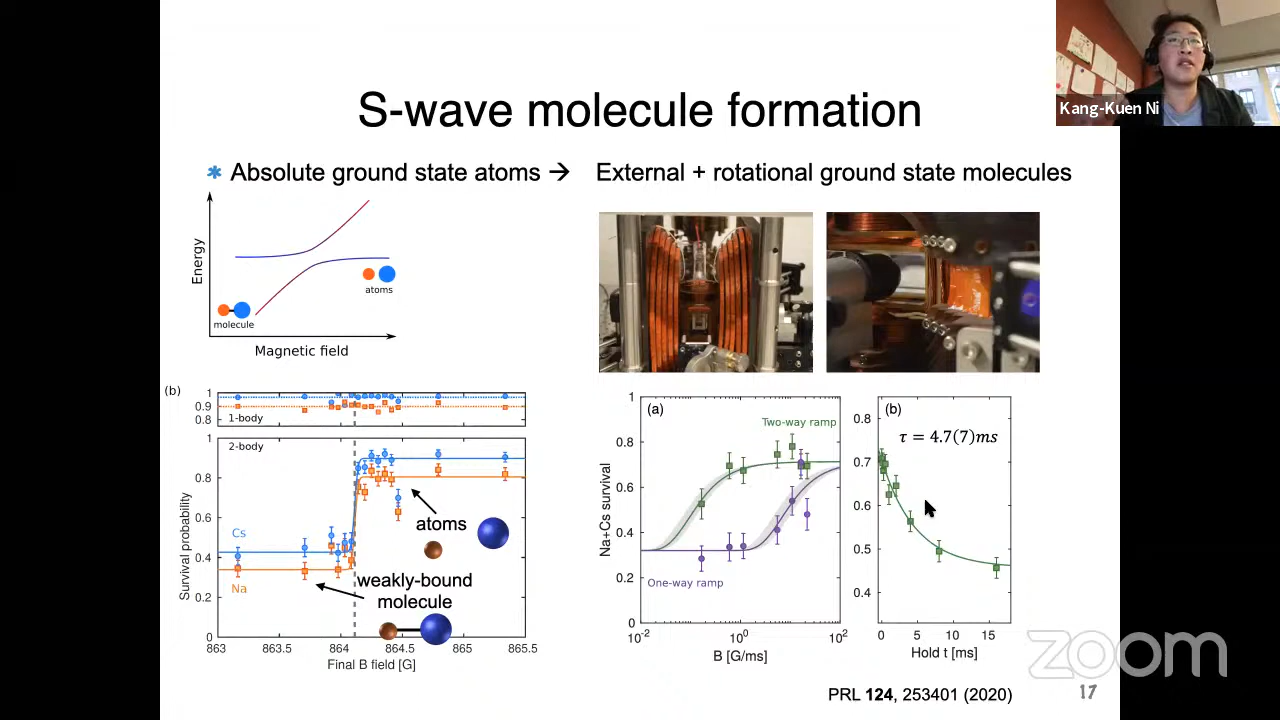 S-wave molecule formation
Kang-Kuen Ni
* Absolute ground state atoms → External + rotational ground state molecules
Energy
atoms
molecule
Magnetic field
(b)
1
0.9
0.8
1-body
1
0.8
0.6
0.4
0.2
0
2-body
Survival probability
Cs
Na
atoms
weakly-bound
molecule
863 863.5 864 864.5 865 865.5
Final B field [G]
(a)
Two-way ramp
1
0.8
0.6
0.4
0.2
0
Na+Cs survival
One-way ramp
10-2 100 102
B [G/ms]
(b)
τ = 4.7(7)ms
0.8
0.7
0.6
0.5
0.4
0 5 10 15
Hold t [ms]
zoom
PRL 124, 253401 (2020)
17